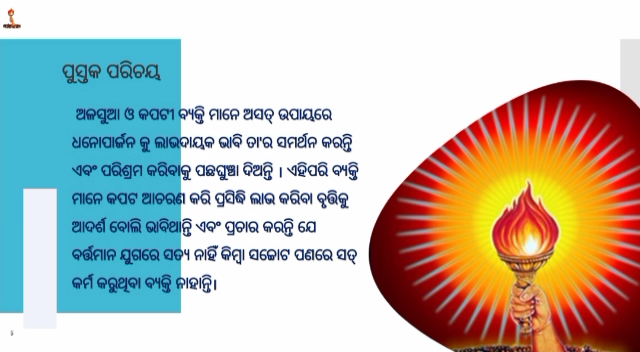 ପୁସ୍ତକ ପରିଚୟ
ଅଳସୁଆ ଓ କପଟୀ ବ୍ୟକ୍ତି ମାନେ ଅସତ୍ ଉପାୟରେ
ଧନୋପାର୍ଜନ କୁ ଲାଭଦାୟକ ଭାବି ତା'ର ସମର୍ଥନ କରନ୍ତି
ଏବଂ ପରିଶ୍ରମ କରିବାକୁ ପଛଘୁଞ୍ଚା ଦିଅନ୍ତି । ଏହିପରି ବ୍ୟକ୍ତି
ମାନେ କପଟ ଆଚରଣ କରି ପ୍ରସିଦ୍ଧି ଲାଭ କରିବା ବୃତ୍ତିକୁ
ଆଦର୍ଶ ବୋଲି ଭାବିଥାନ୍ତି ଏବଂ ପ୍ରଚାର କରନ୍ତି ଯେ
ବର୍ତ୍ତମାନ ଯୁଗରେ ସତ୍ୟ ନାହିଁ କିମ୍ବା ସଚ୍ଚୋଟ ପଣରେ ସତ୍
କର୍ମ କରୁଥିବା ବ୍ୟକ୍ତି ନାହାନ୍ତି।